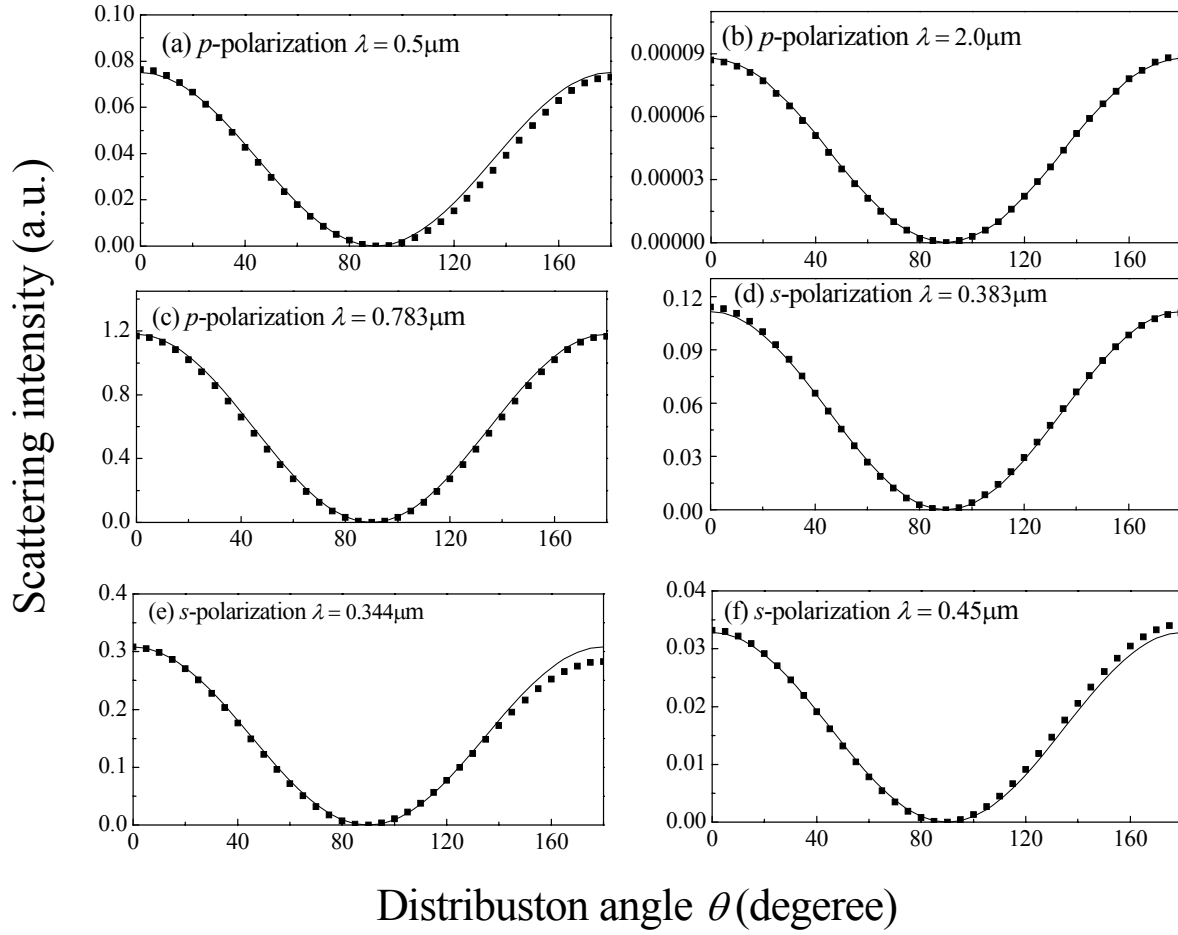 Scattering intensity (a.u.)
(a) p-polarization λ = 0.5μm
0.10
0.08
0.06
0.04
0.02
0.00
0 40 80 120 160
(b) p-polarization λ = 2.0μm
0.00009
0.00006
0.00003
0.00000
0 40 80 120 160
(c) p-polarization λ = 0.783μm
1.2
0.8
0.4
0.0
0 40 80 120 160
(d) s-polarization λ = 0.383μm
0.12
0.09
0.06
0.03
0.00
0 40 80 120 160
(e) s-polarization λ = 0.344μm
0.4
0.3
0.2
0.1
0.0
0 40 80 120 160
(f) s-polarization λ = 0.45μm
0.04
0.03
0.02
0.01
0.00
0 40 80 120 160
Distribuston angle θ (degeree)